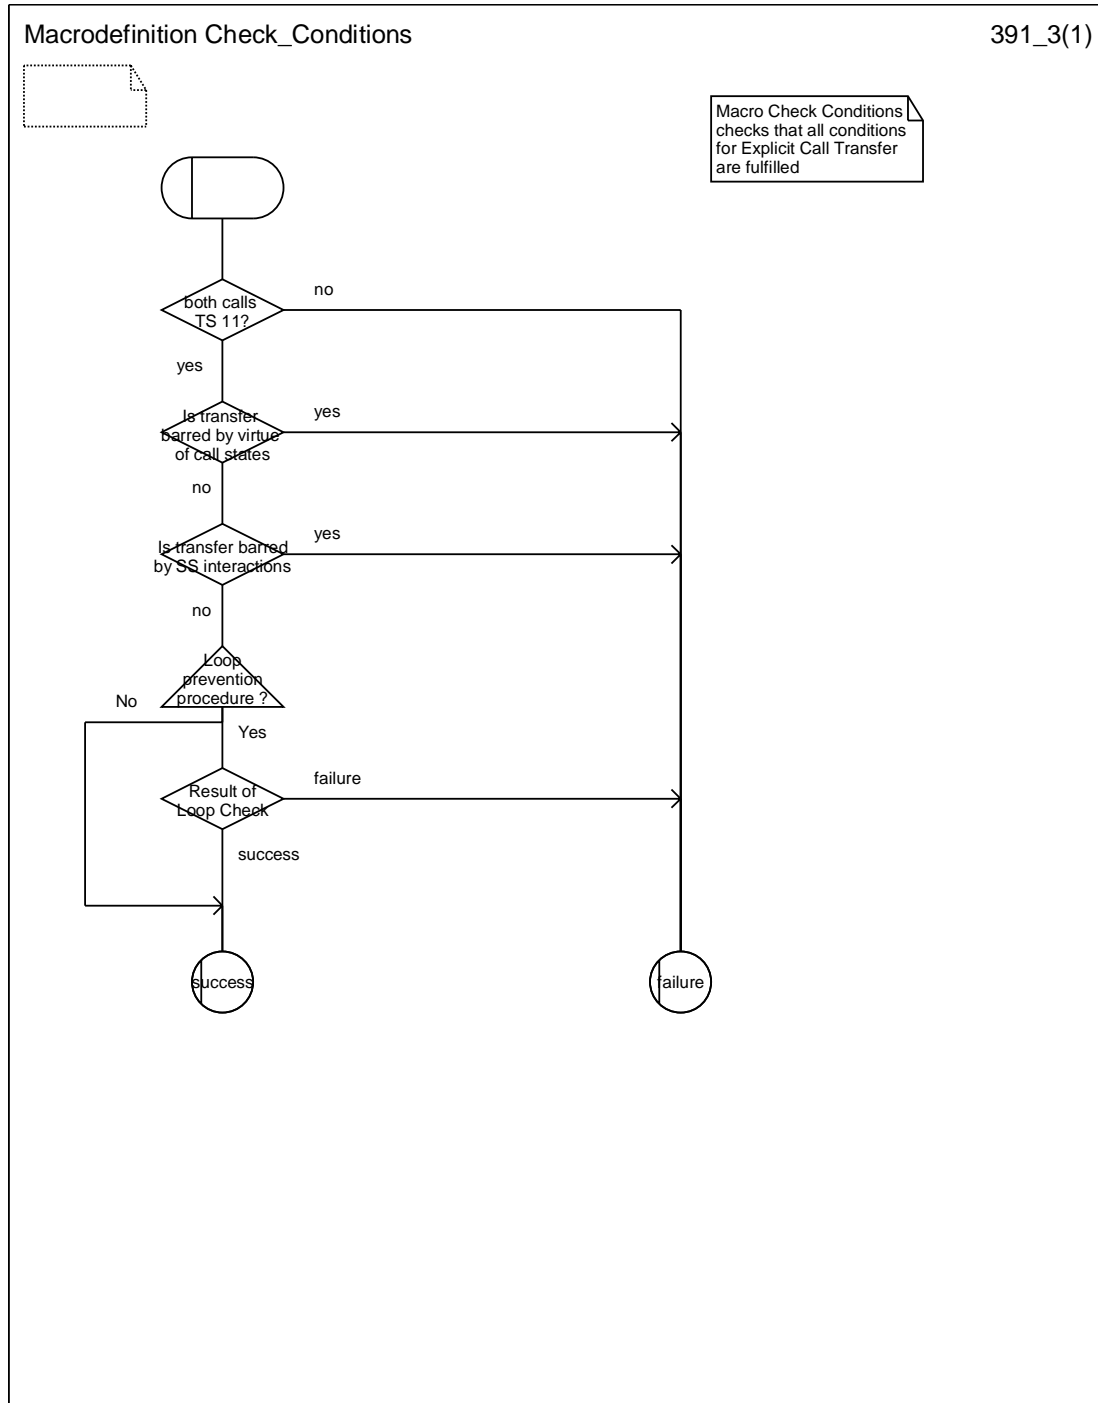 Macrodefinition Check_Conditions 391_3(1)
Macro Check Conditions
checks that all conditions
for Explicit Call Transfer
are fulfilled
both calls
TS 11?
no
yes
Is transfer
barred by virtue
of call states
yes
no
Is transfer barred
by SS interactions
yes
no
Loop
prevention
procedure ?
No
Yes
Result of
Loop Check
failure
success
success
failure